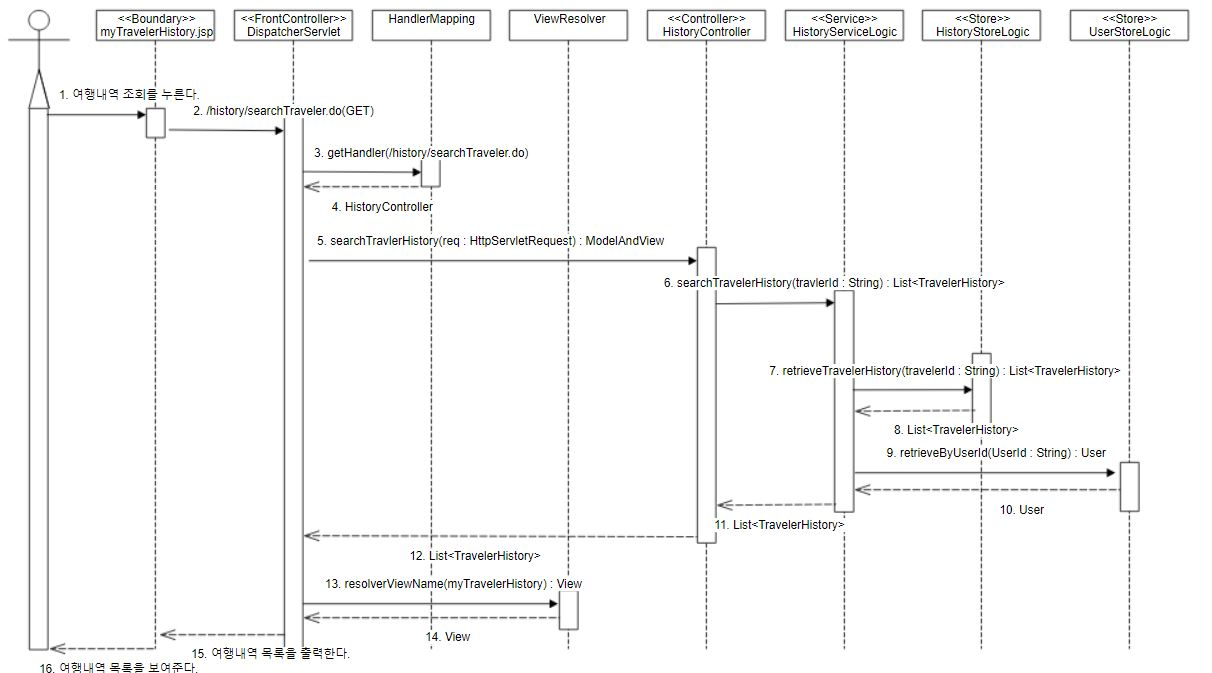 <<Boundary>>
myTravelerHistory.jsp
<<FrontController>>
DispatcherServlet
HandlerMapping
ViewResolver
<<Controller>>
HistoryController
<<Service>>
HistoryServiceLogic
<<Store>>
HistoryStoreLogic
<<Store>>
UserStoreLogic
1. 여행내역 조회를 누른다.
2. /history/searchTraveler.do(GET)
3. getHandler(/history/searchTraveler.do)
4. HistoryController
5. searchTravlerHistory(req : HttpServletRequest) : ModelAndView
6. searchTravelerHistory(travlerId : String) : List<TravelerHistory>
7. retrieveTravelerHistory(travelerId : String) : List<TravelerHistory>
8. List<TravelerHistory>
9. retrieveByUserId(UserId : String) : User
10. User
11. List<TravelerHistory>
12. List<TravelerHistory>
13. resolverViewName(myTravelerHistory) : View
14. View
15. 여행내역 목록을 출력한다.
16. 여행내역 목록을 보여준다.